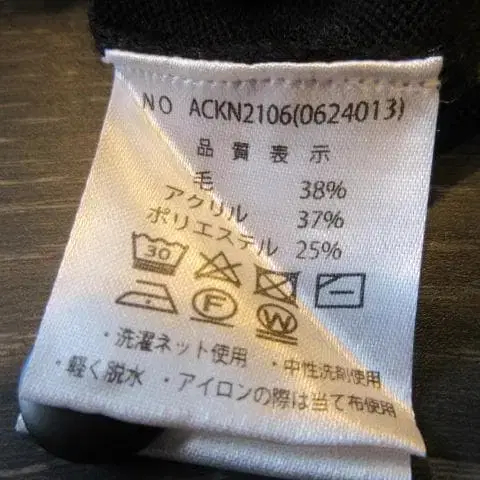 NO ACKN2106(0624013)
品質表示
毛 38%
アクリル 37%
ポリエステル 25%
30
F W
・洗濯ネット使用 ・中性洗剤使用
・軽く脱水 ・アイロンの際は当て布使用